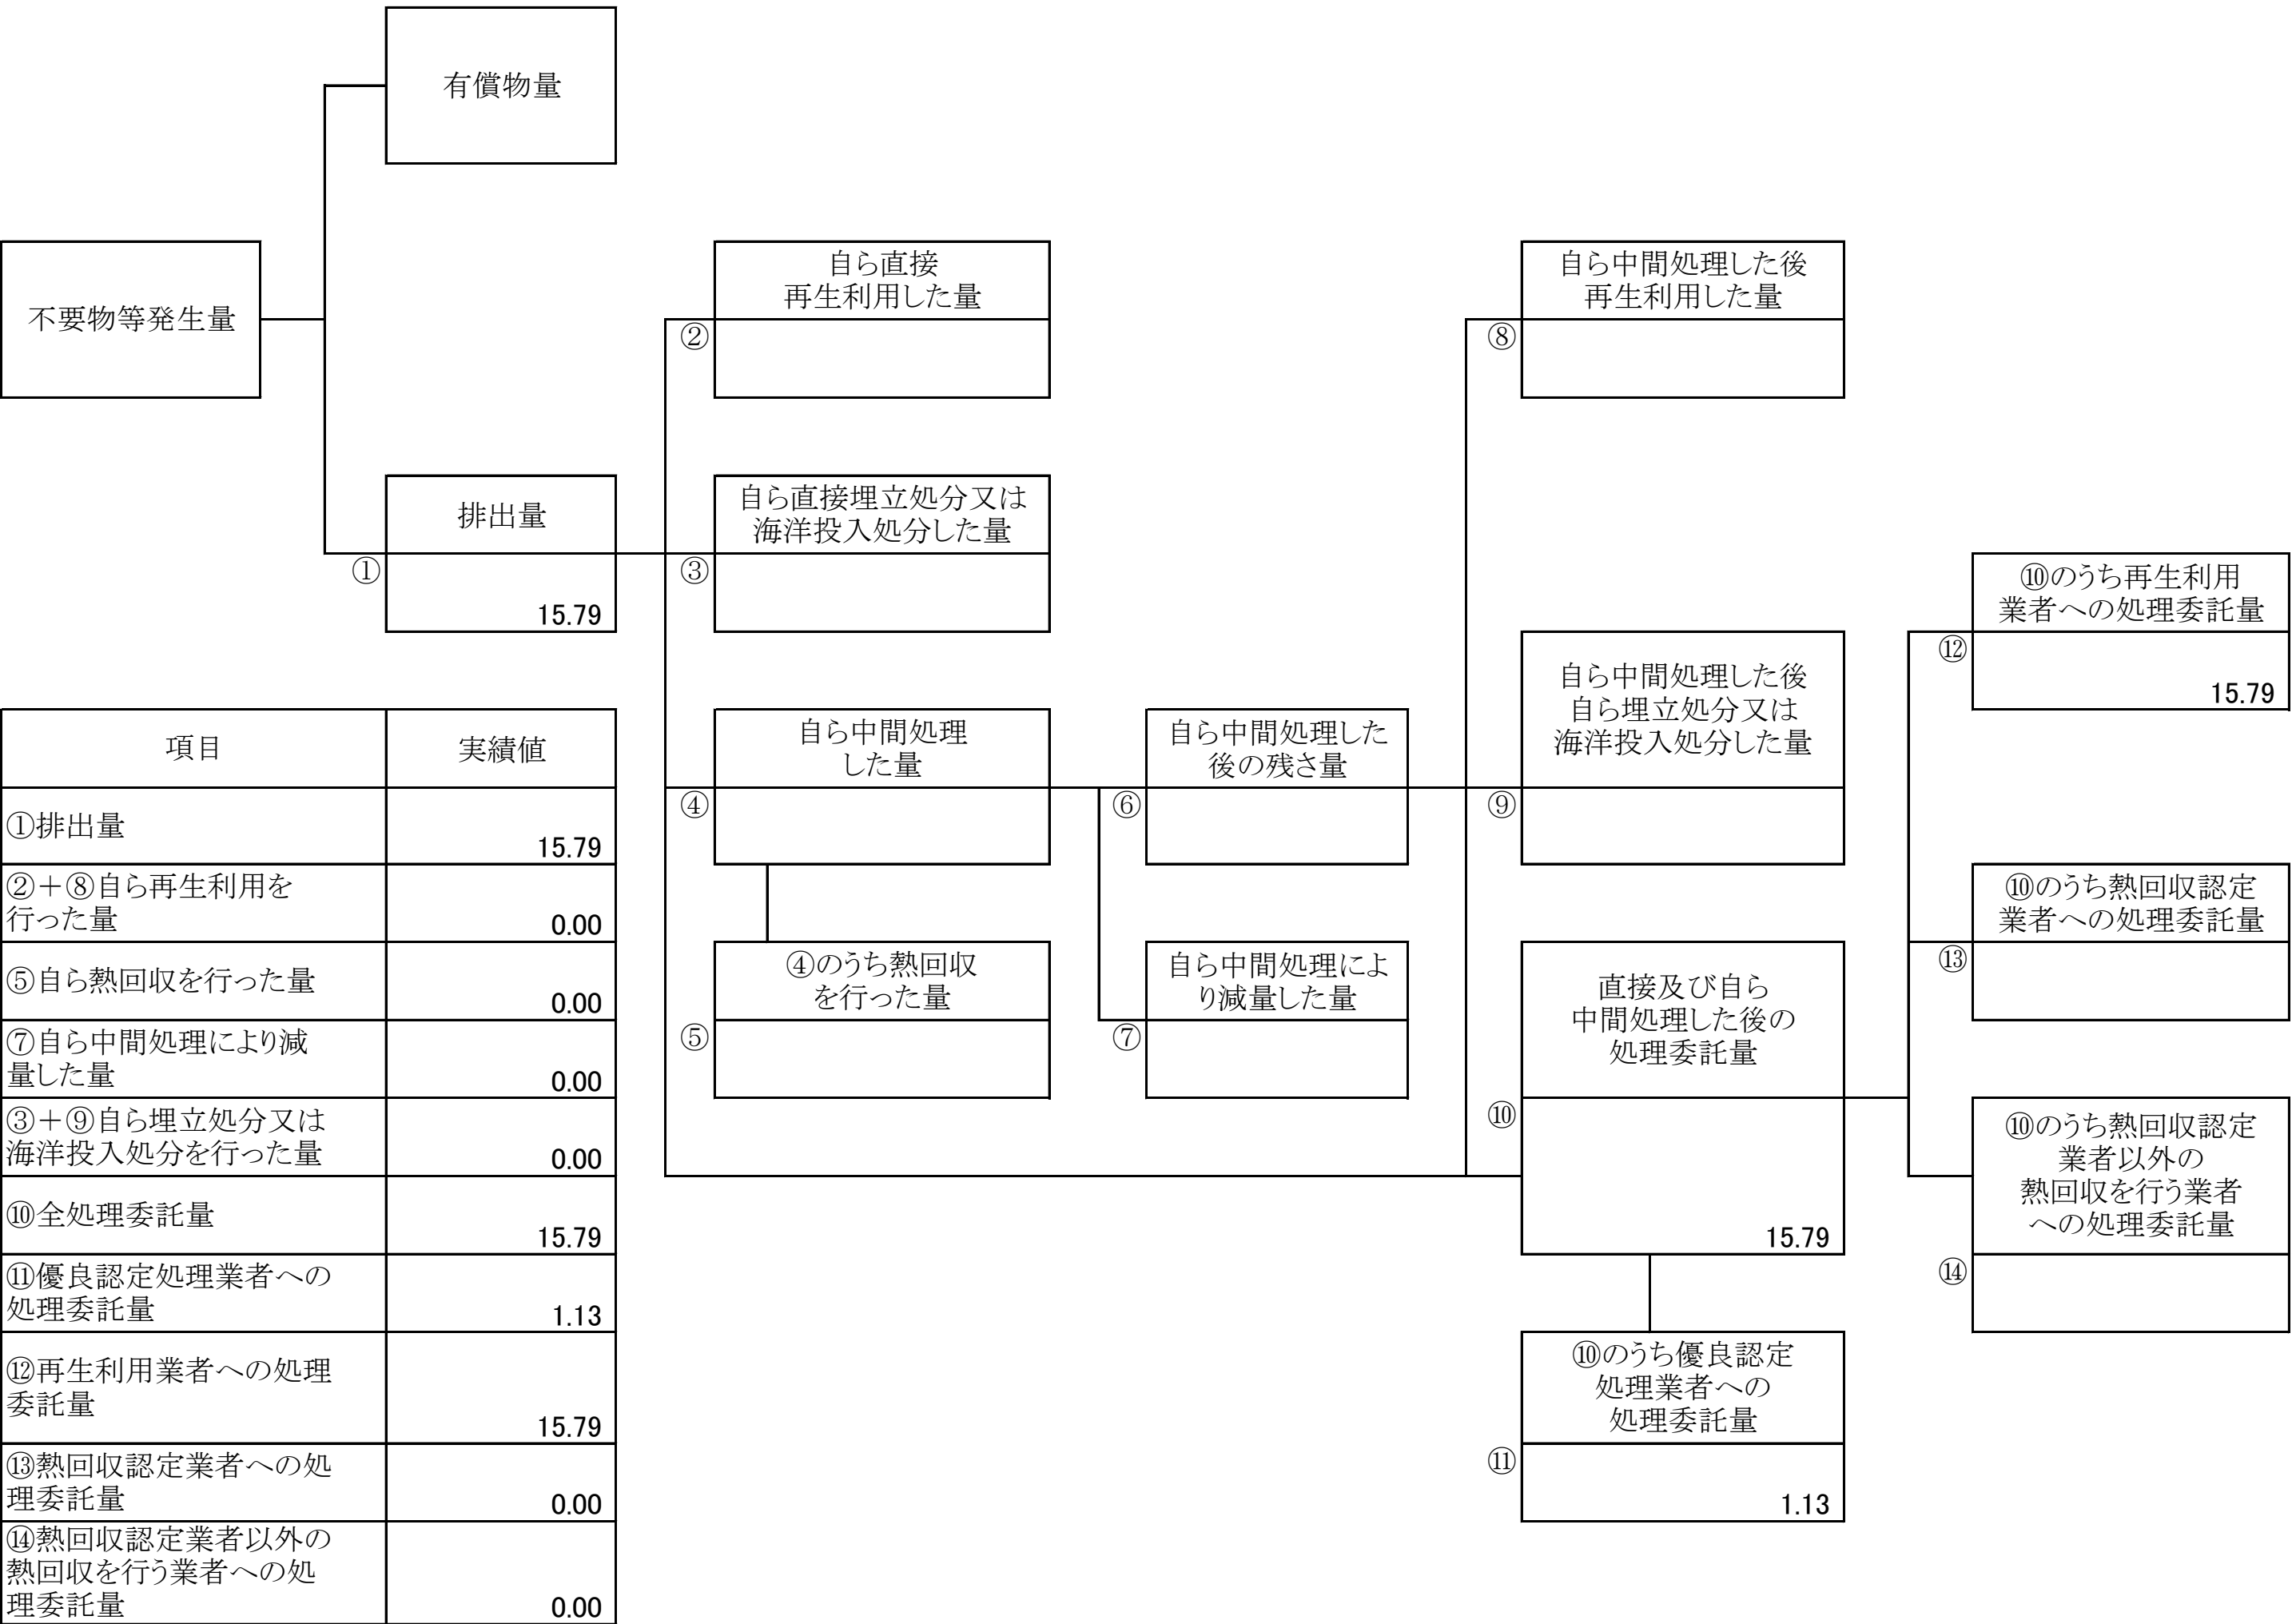 有償物量
不要物等発生量
自ら直接
再生利用した量
②
自ら中間処理した後
再生利用した量
⑧
排出量
①
15.79
自ら直接埋立処分又は
海洋投入処分した量
③
⑩のうち再生利用
業者への処理委託量
⑫
15.79
自ら中間処理した後
自ら埋立処分又は
海洋投入処分した量
⑨
自ら中間処理
した量
④
自ら中間処理した
後の残さ量
⑥
④のうち熱回収
を行った量
⑤
自ら中間処理によ
り減量した量
⑦
直接及び自ら
中間処理した後の
処理委託量
⑩
15.79
⑩のうち熱回収認定
業者への処理委託量
⑬
⑩のうち熱回収認定
業者以外の
熱回収を行う業者
への処理委託量
⑭
⑩のうち優良認定
処理業者への
処理委託量
⑪
1.13
項目
実績値
①排出量
15.79
②+⑧自ら再生利用を
行った量
0.00
⑤自ら熱回収を行った量
0.00
⑦自ら中間処理により減
量した量
0.00
③+⑨自ら埋立処分又は
海洋投入処分を行った量
0.00
⑩全処理委託量
15.79
⑪優良認定処理業者への
処理委託量
1.13
⑫再生利用業者への処理
委託量
15.79
⑬熱回収認定業者への処
理委託量
0.00
⑭熱回収認定業者以外の
熱回収を行う業者への処
理委託量
0.00